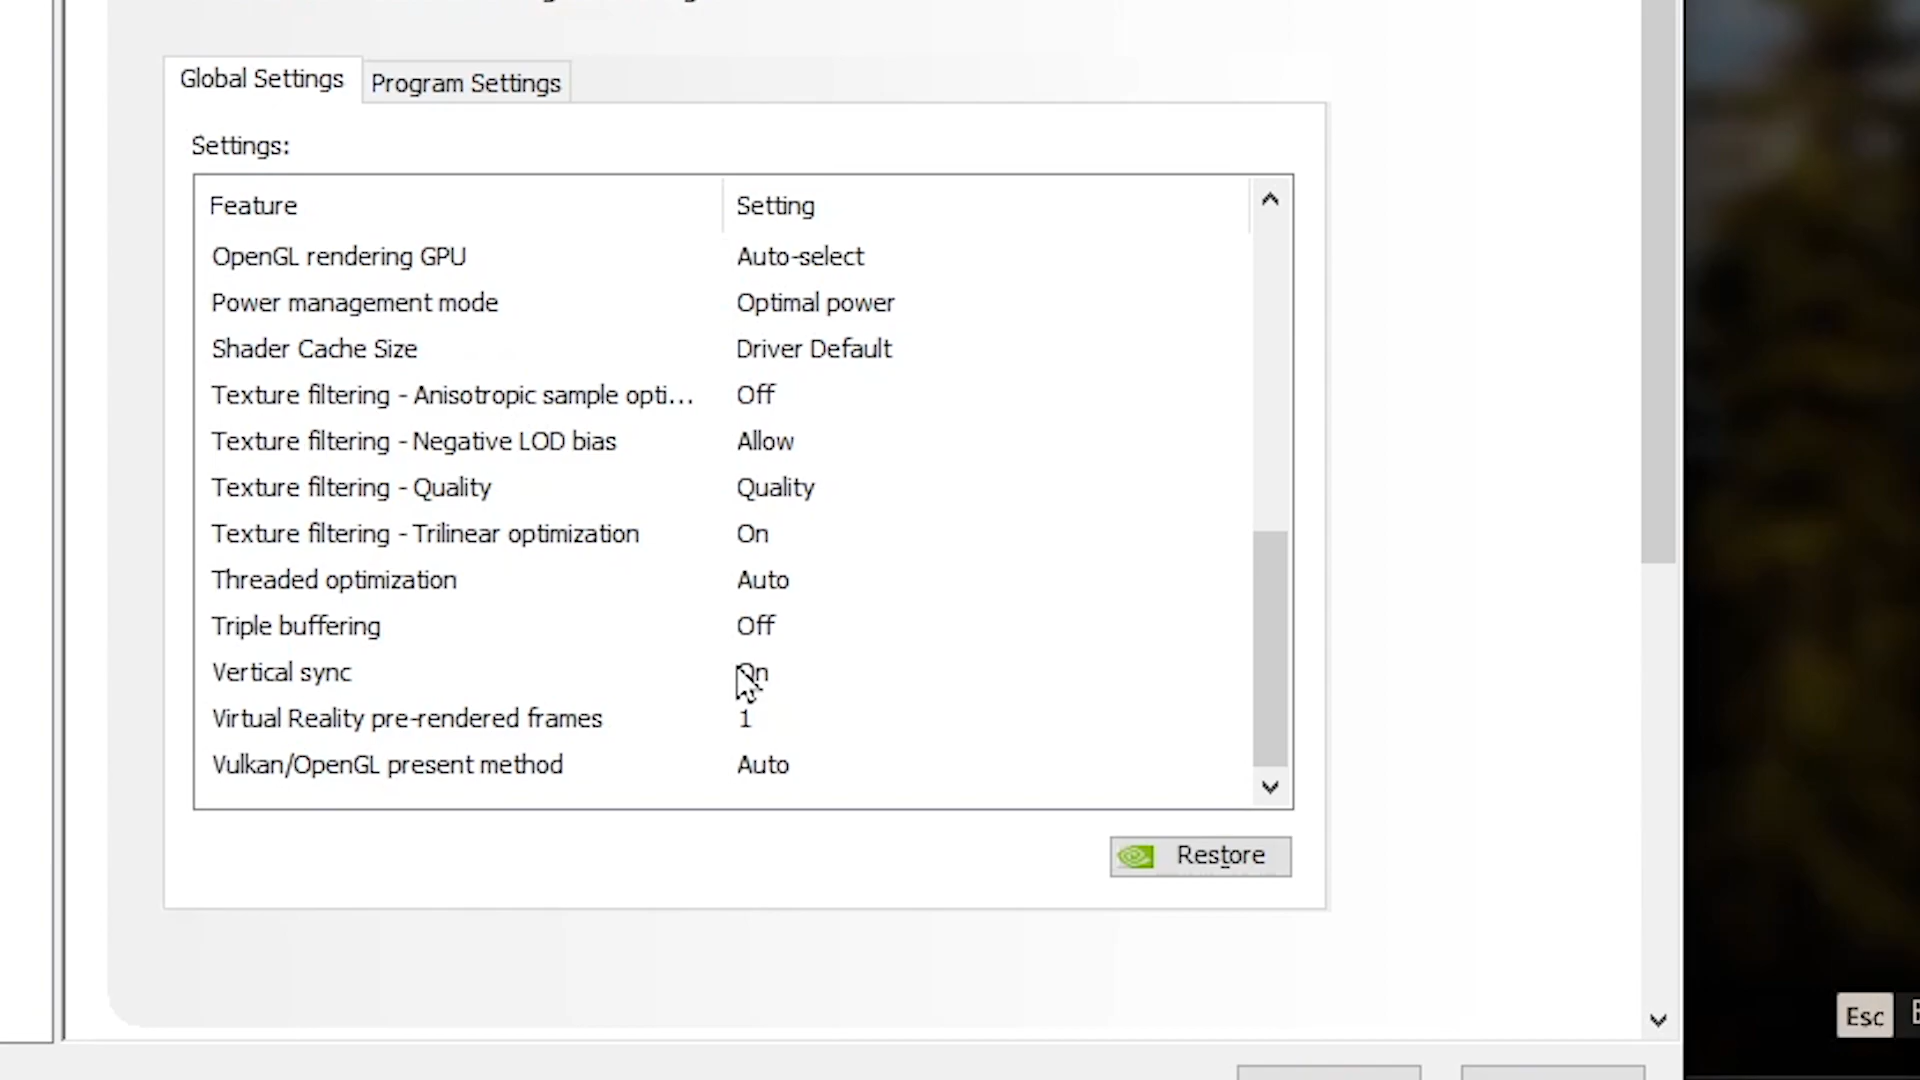 Global Settings
Program Settings
Settings:
Feature Setting
OpenGL rendering GPU Auto-select
Power management mode Optimal power
Shader Cache Size Driver Default
Texture filtering - Anisotropic sample opti... Off
Texture filtering - Negative LOD bias Allow
Texture filtering - Quality Quality
Texture filtering - Trilinear optimization On
Threaded optimization Auto
Triple buffering Off
Vertical sync On
Virtual Reality pre-rendered frames 1
Vulkan/OpenGL present method Auto
Restore
Esc